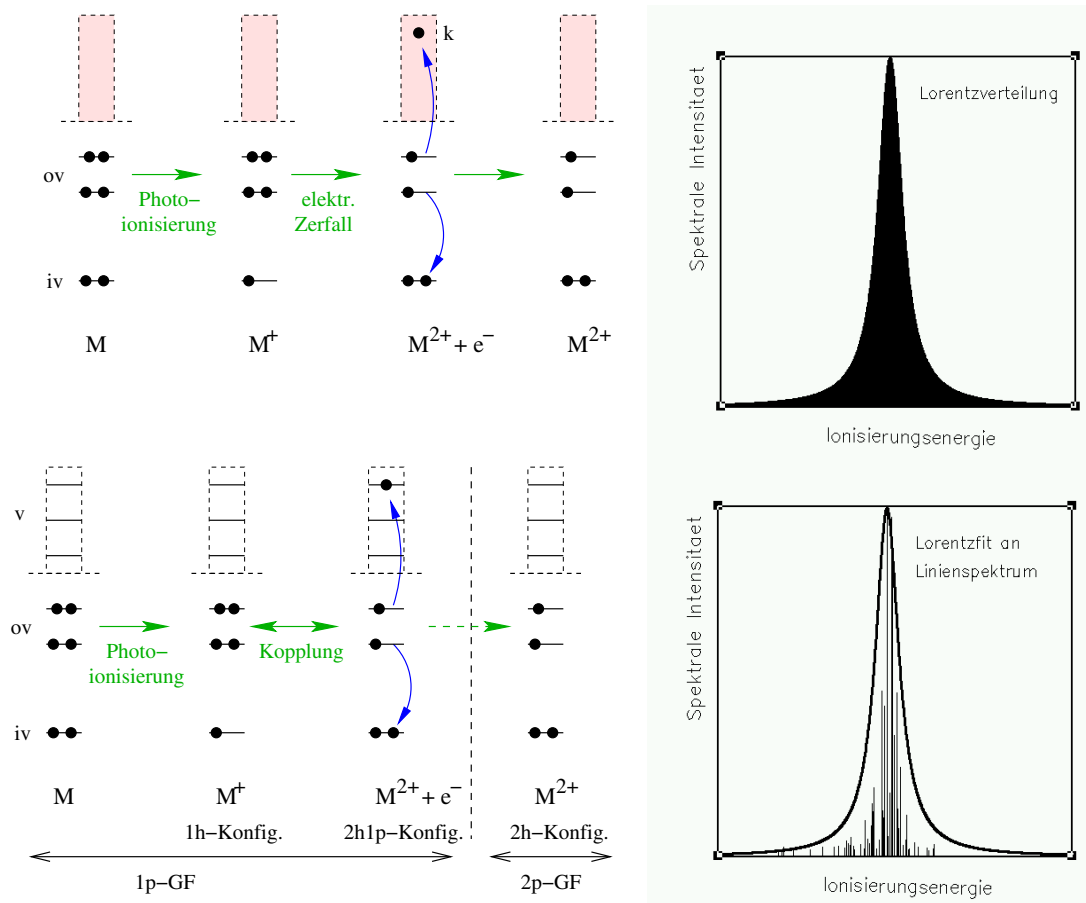 k
ov
Photo−
ionisierung
elektr.
Zerfall
iv
M
M+
M2+ + e−
M2+
Spektrale Intensitaet
Lorentzverteilung
Ionisierungsenergie
v
ov
Photo−
ionisierung
Kopplung
iv
M
M+
M2+ + e−
M2+
1h−Konfig.
2h1p−Konfig.
2h−Konfig.
1p−GF
2p−GF
Spektrale Intensitaet
Lorentzfit an
Linienspektrum
Ionisierungsenergie